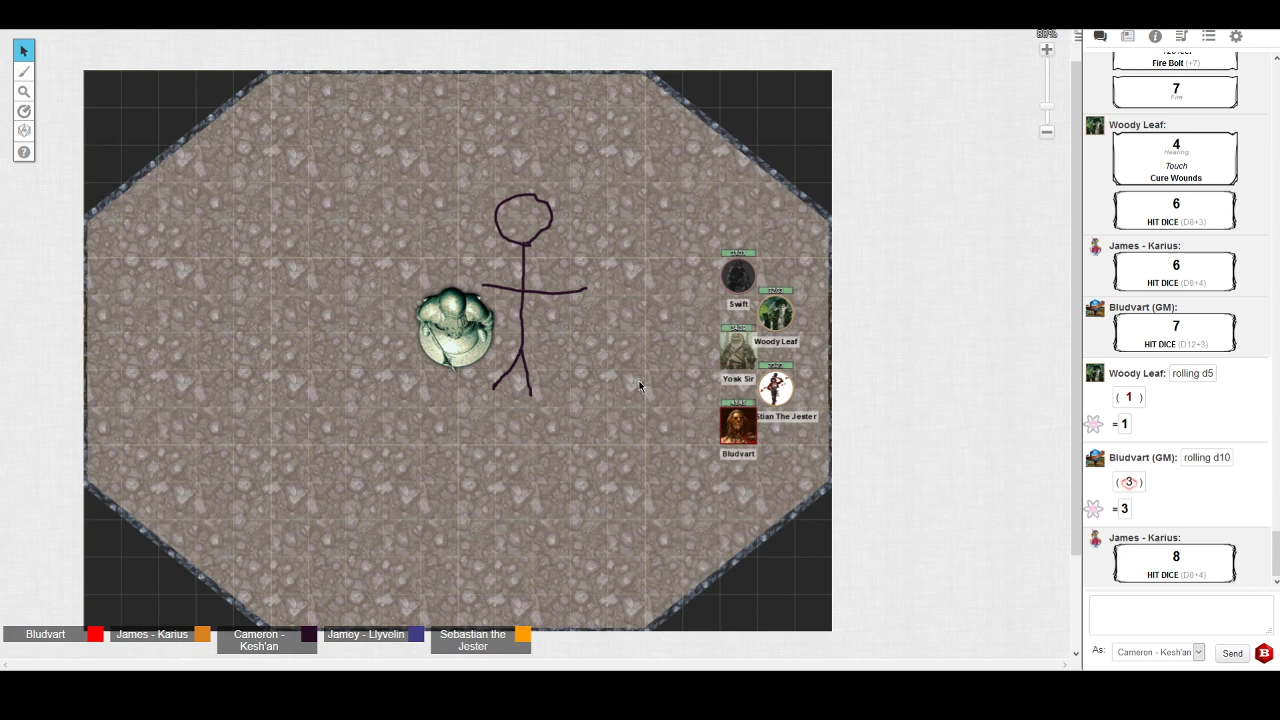 80%
Fire Bolt (+7)
7
Fire
Woody Leaf:
4
Healing
Touch
Cure Wounds
6
HIT DICE (D8+3)
James - Karius:
6
HIT DICE (D8+4)
Bludvart (GM):
7
HIT DICE (D12+3)
Woody Leaf: rolling d5
( 1 )
= 1
Bludvart (GM): rolling d10
( 3 )
= 3
James - Karius:
8
HIT DICE (D8+4)
Swift
Woody Leaf
Yosk Sir
Stian The Jester
Bludvart
Bludvart
James - Karius
Cameron -
Kesh'an
Jamey - Llyvelin
Sebastian the
Jester
As:
Cameron - Kesh'an
Send